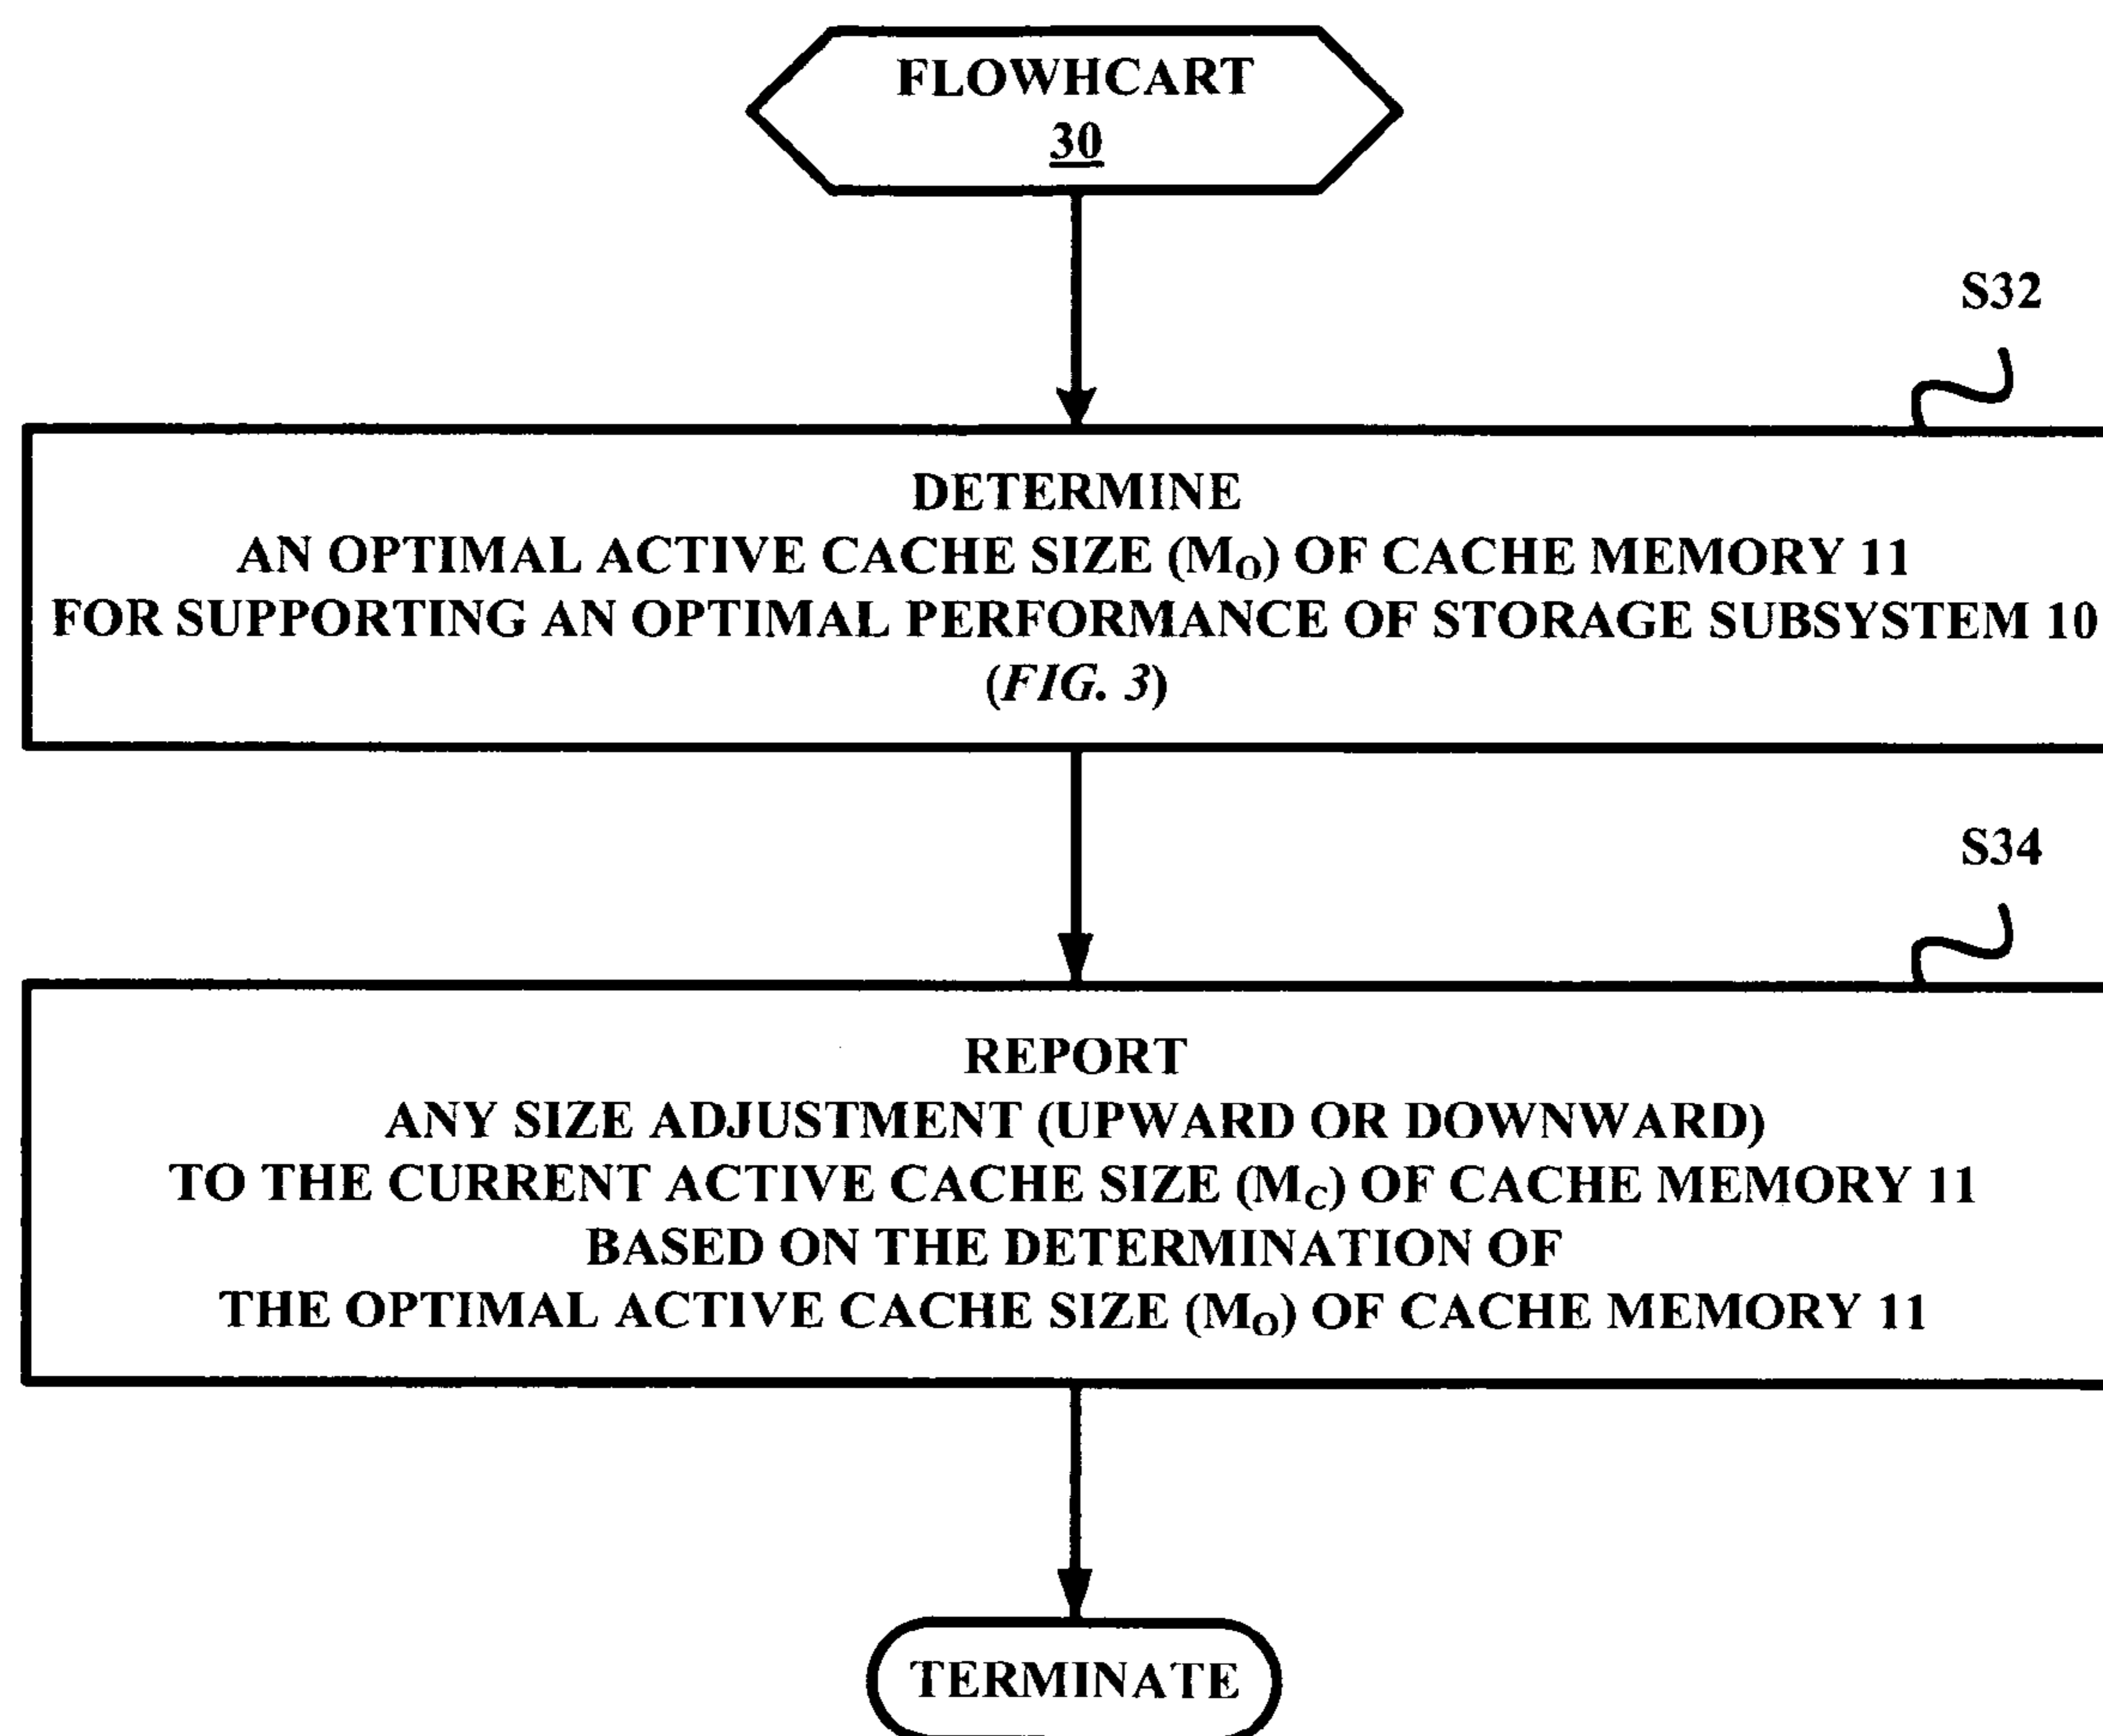 FLOWHCART
30
S32
DETERMINE
AN OPTIMAL ACTIVE CACHE SIZE (MO) OF CACHE MEMORY 11
FOR SUPPORTING AN OPTIMAL PERFORMANCE OF STORAGE SUBSYSTEM 10
(FIG. 3)
S34
REPORT
ANY SIZE ADJUSTMENT (UPWARD OR DOWNWARD)
TO THE CURRENT ACTIVE CACHE SIZE (MC) OF CACHE MEMORY 11
BASED ON THE DETERMINATION OF
THE OPTIMAL ACTIVE CACHE SIZE (MO) OF CACHE MEMORY 11
TERMINATE